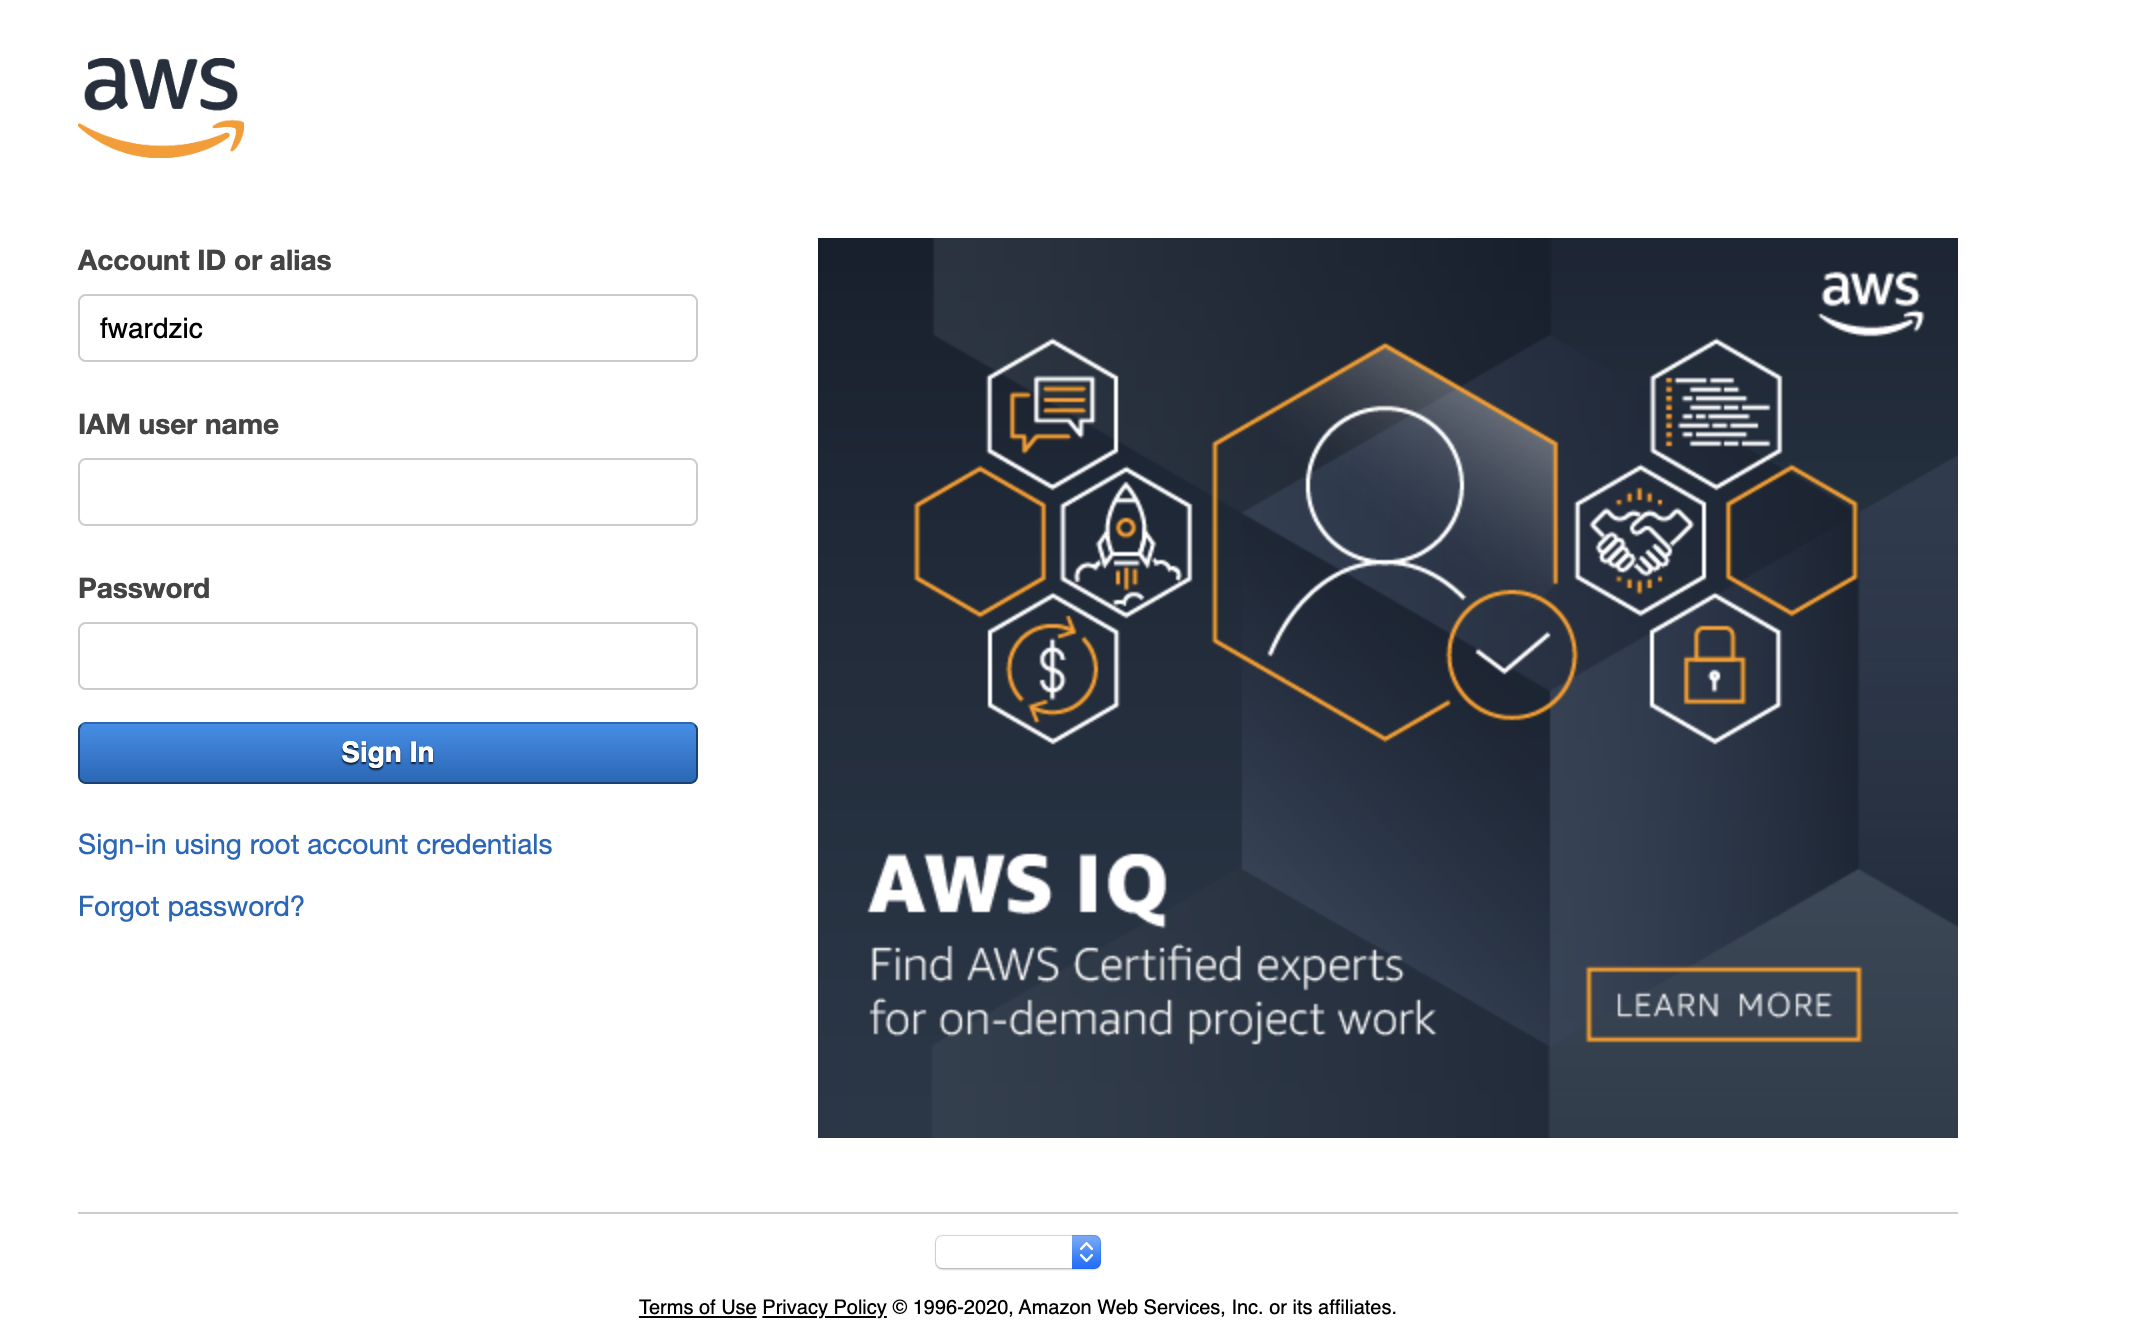 aws
Account ID or alias
fwardzic
IAM user name
Password
Sign In
Sign-in using root account credentials
Forgot password?
aws
$
AWS IQ
Find AWS Certified experts
for on-demand project work
LEARN MORE
Terms of Use Privacy Policy © 1996-2020, Amazon Web Services, Inc. or its affiliates.